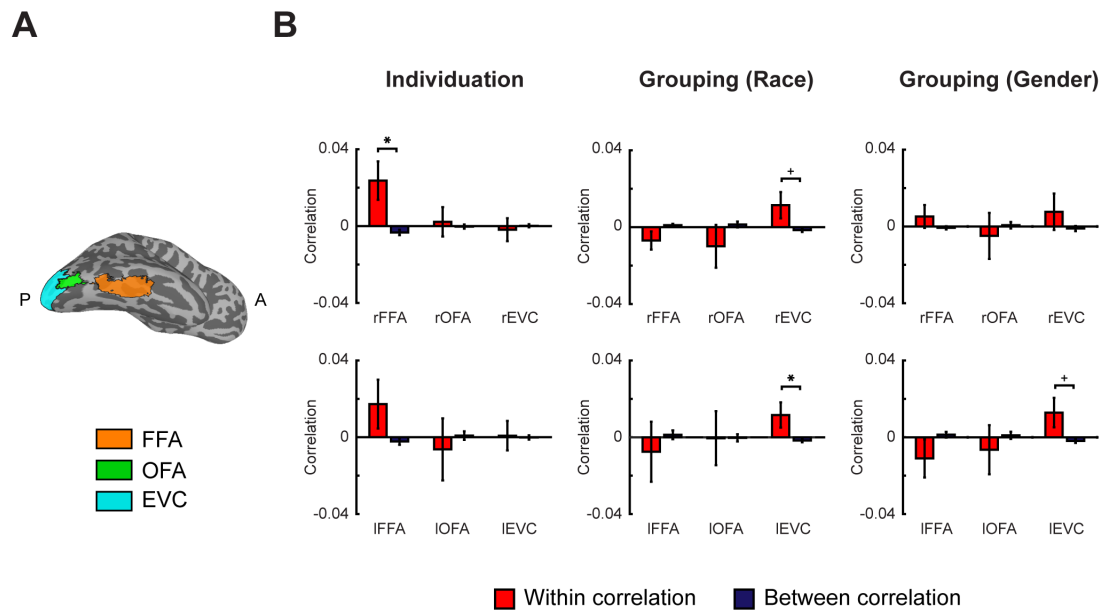 A
B
Individuation
Grouping (Race)
Grouping (Gender)
0.04
*
Correlation
0
-0.04
rFFA rOFA rEVC
0.04
+
Correlation
0
-0.04
rFFA rOFA rEVC
0.04
Correlation
0
-0.04
rFFA rOFA rEVC
P
A
FFA
OFA
EVC
0.04
Correlation
0
-0.04
lFFA lOFA lEVC
0.04
*
Correlation
0
-0.04
lFFA lOFA lEVC
0.04
+
Correlation
0
-0.04
lFFA lOFA lEVC
Within correlation
Between correlation